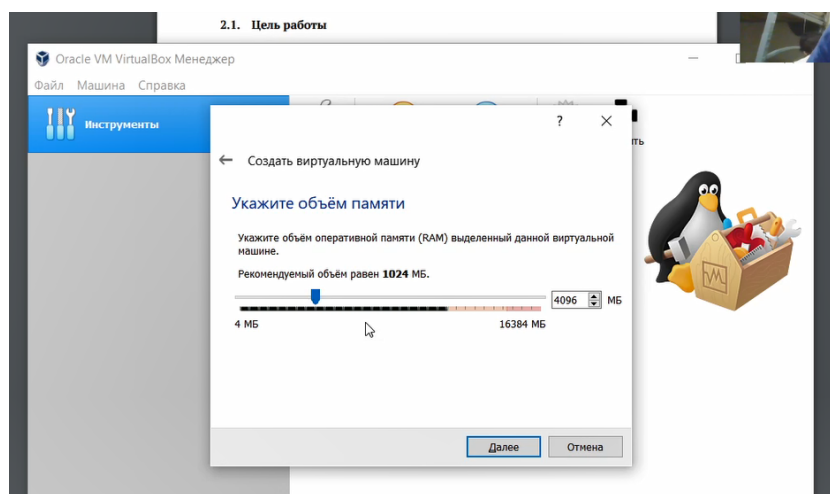 2.1. Цель работы
Oracle VM VirtualBox Менеджер
Файл Машина Справка
Инструменты
?
ть
Создать виртуальную машину
Укажите объём памяти
Укажите объём оперативной памяти (RAM) выделенный данной виртуальной
машине.
Рекомендуемый объём равен 1024 МБ.
4096 МБ
4 МБ 16384 МБ
Далее Отмена